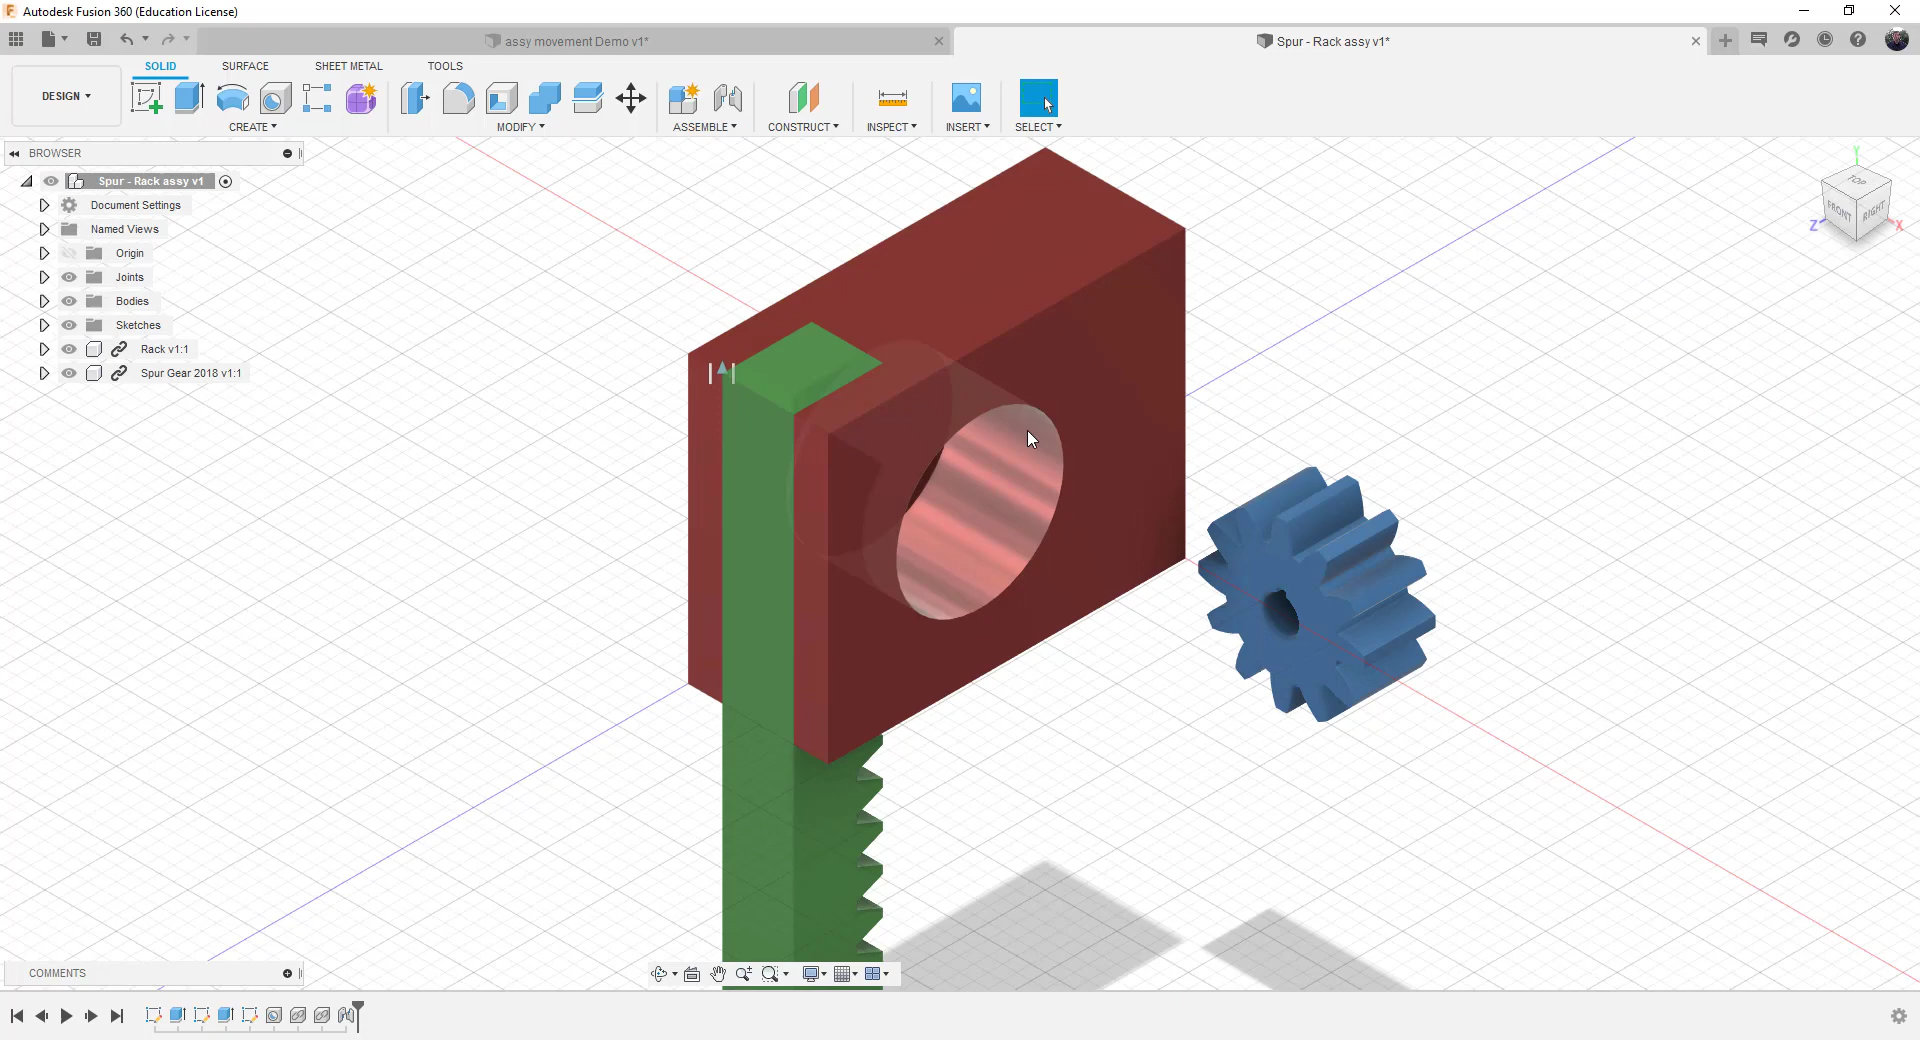 Autodesk Fusion 360 (Education License)
assy movement Demo v1*
Spur - Rack assy v1*
DESIGN
SOLID
SURFACE
SHEET METAL
TOOLS
CREATE
MODIFY
ASSEMBLE
CONSTRUCT
INSPECT
INSERT
SELECT
BROWSER
Spur - Rack assy v1
Document Settings
Named Views
Origin
Joints
Bodies
Sketches
Rack v1:1
Spur Gear 2018 v1:1
Y
TOP
FRONT
RIGHT
Z
X
COMMENTS